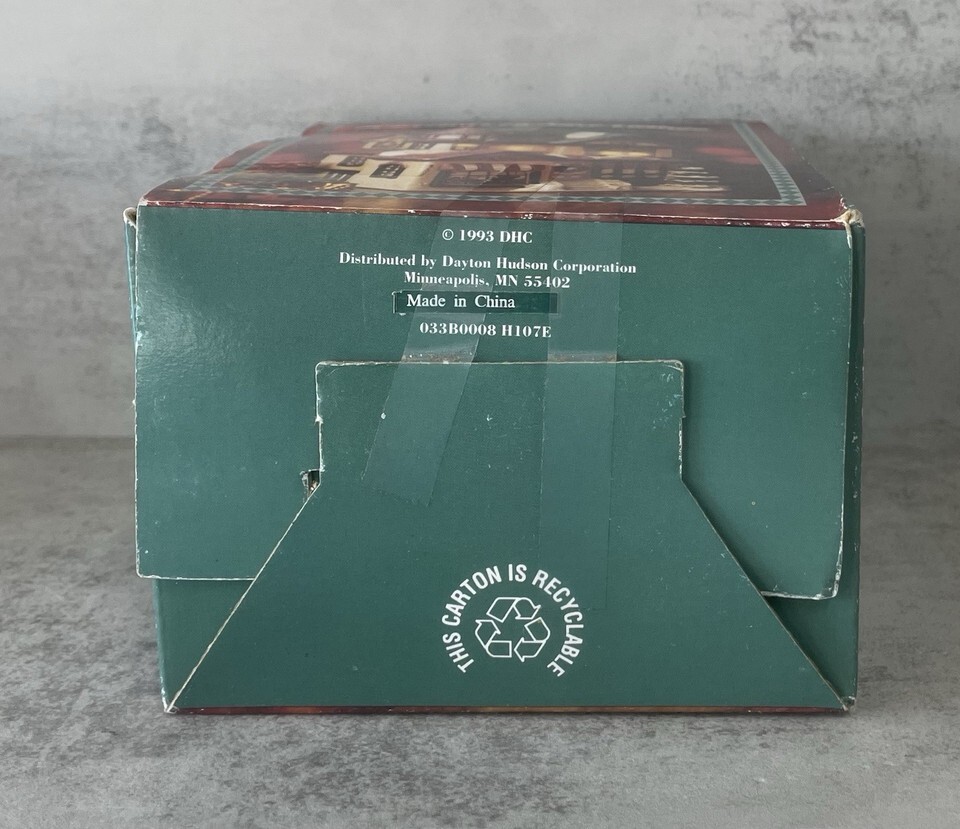 © 1993 DHC
Distributed by Dayton Hudson Corporation
Minneapolis, MN 55402
Made in China
033B0008 H107E
THIS CARTON IS RECYCLABLE